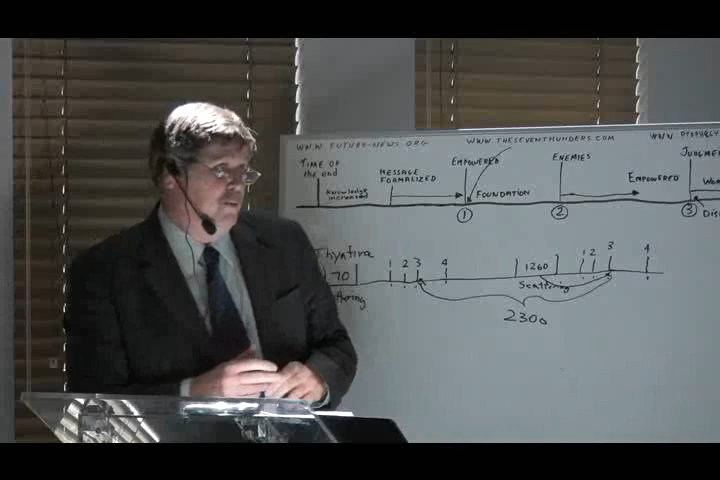 WWW. FUTURE-NEWS.ORG WWW.THESEVENTHUNDERS.COM WWW
TIME OF the end MESSAGE FORMALIZED EMPOWERED ENEMIES
Knowledge increased FOUNDATION EMPOWERED
1 2 3
Thyatira 1 2 3 4 1 2 3 4
70 1260
Scattering
2300